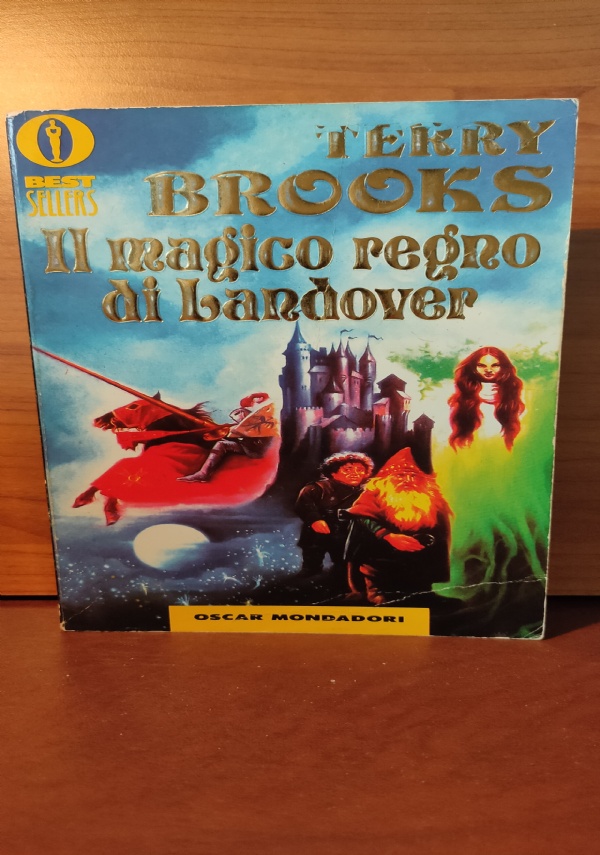 BEST
SELLERS
TERRY
BROOKS
Il magico regno
di Landover
OSCAR MONDADORI